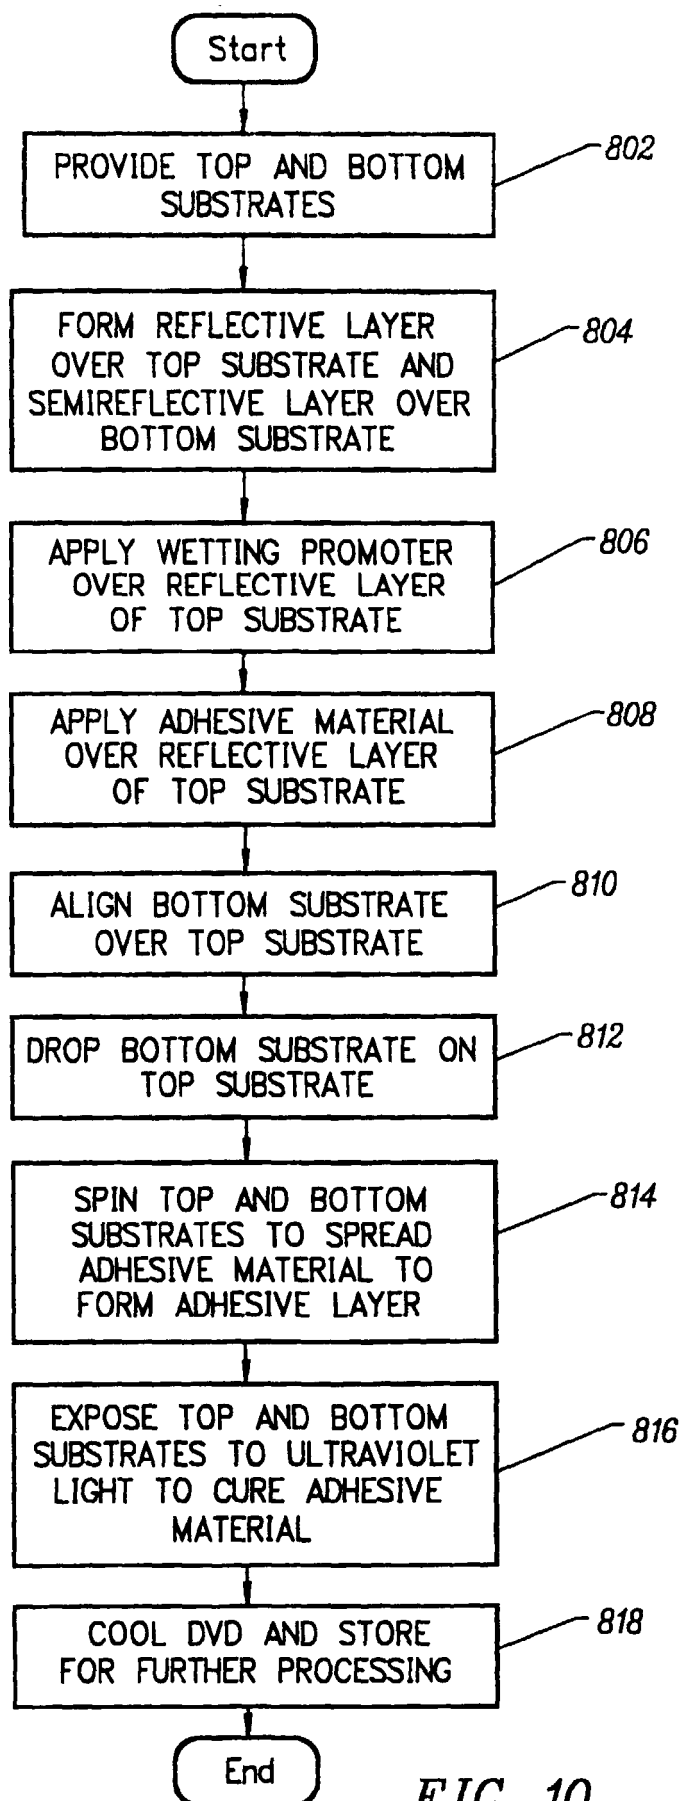 Start
PROVIDE TOP AND BOTTOM
SUBSTRATES
802
FORM REFLECTIVE LAYER
OVER TOP SUBSTRATE AND
SEMIREFLECTIVE LAYER OVER
BOTTOM SUBSTRATE
804
APPLY WETTING PROMOTER
OVER REFLECTIVE LAYER
OF TOP SUBSTRATE
806
APPLY ADHESIVE MATERIAL
OVER REFLECTIVE LAYER
OF TOP SUBSTRATE
808
ALIGN BOTTOM SUBSTRATE
OVER TOP SUBSTRATE
810
DROP BOTTOM SUBSTRATE ON
TOP SUBSTRATE
812
SPIN TOP AND BOTTOM
SUBSTRATES TO SPREAD
ADHESIVE MATERIAL TO
FORM ADHESIVE LAYER
814
EXPOSE TOP AND BOTTOM
SUBSTRATES TO ULTRAVIOLET
LIGHT TO CURE ADHESIVE
MATERIAL
816
COOL DVD AND STORE
FOR FURTHER PROCESSING
818
End
FIG. 10